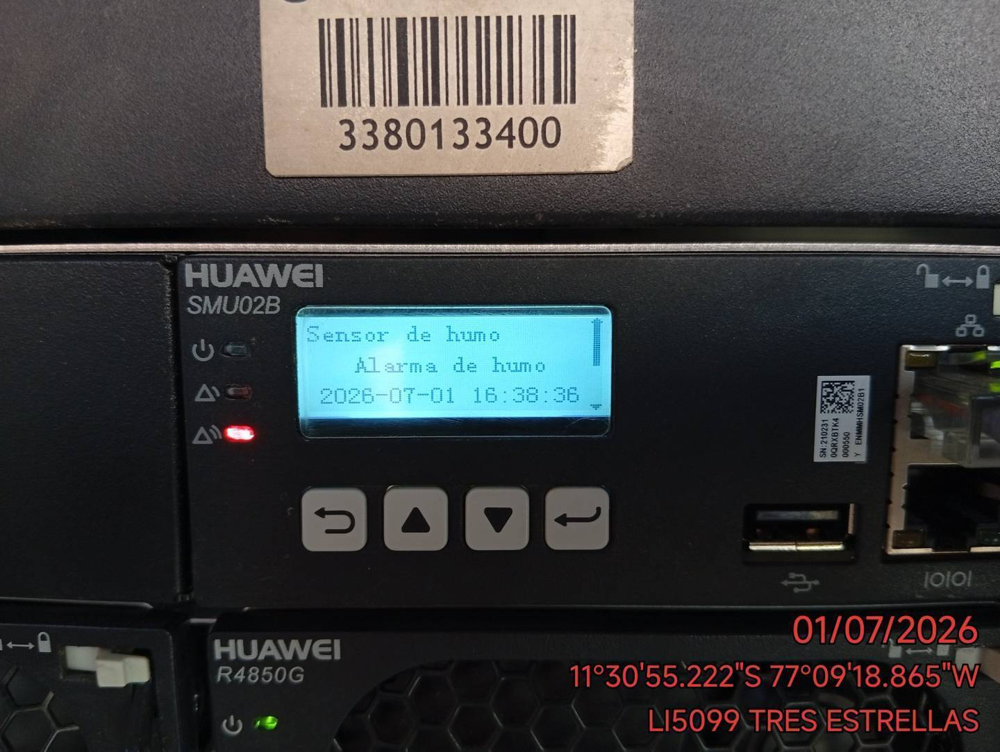 3380133400
HUAWEI
SMU02B
Sensor de humo
Alarma de humo
2026-07-01 16:38:36
SN:210231
0QRXBTK4
000550
Y ENMMHSM02B1
IOIOI
HUAWEI
R4850G
01/07/2026
11°30'55.222"S 77°09'18.865"W
LI5099 TRES ESTRELLAS